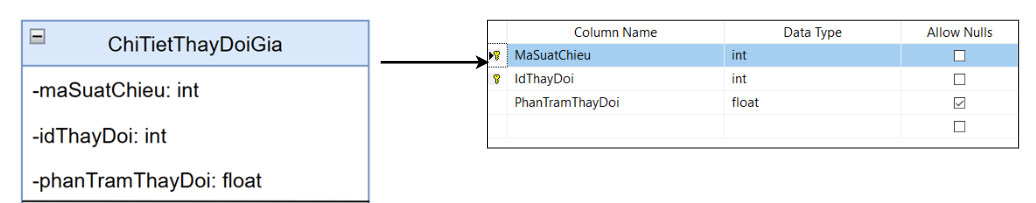 ChiTietThayDoiGia
-maSuatChieu: int
-idThayDoi: int
-phanTramThayDoi: float
Column Name Data Type Allow Nulls
MaSuatChieu int
IdThayDoi int
PhanTramThayDoi float